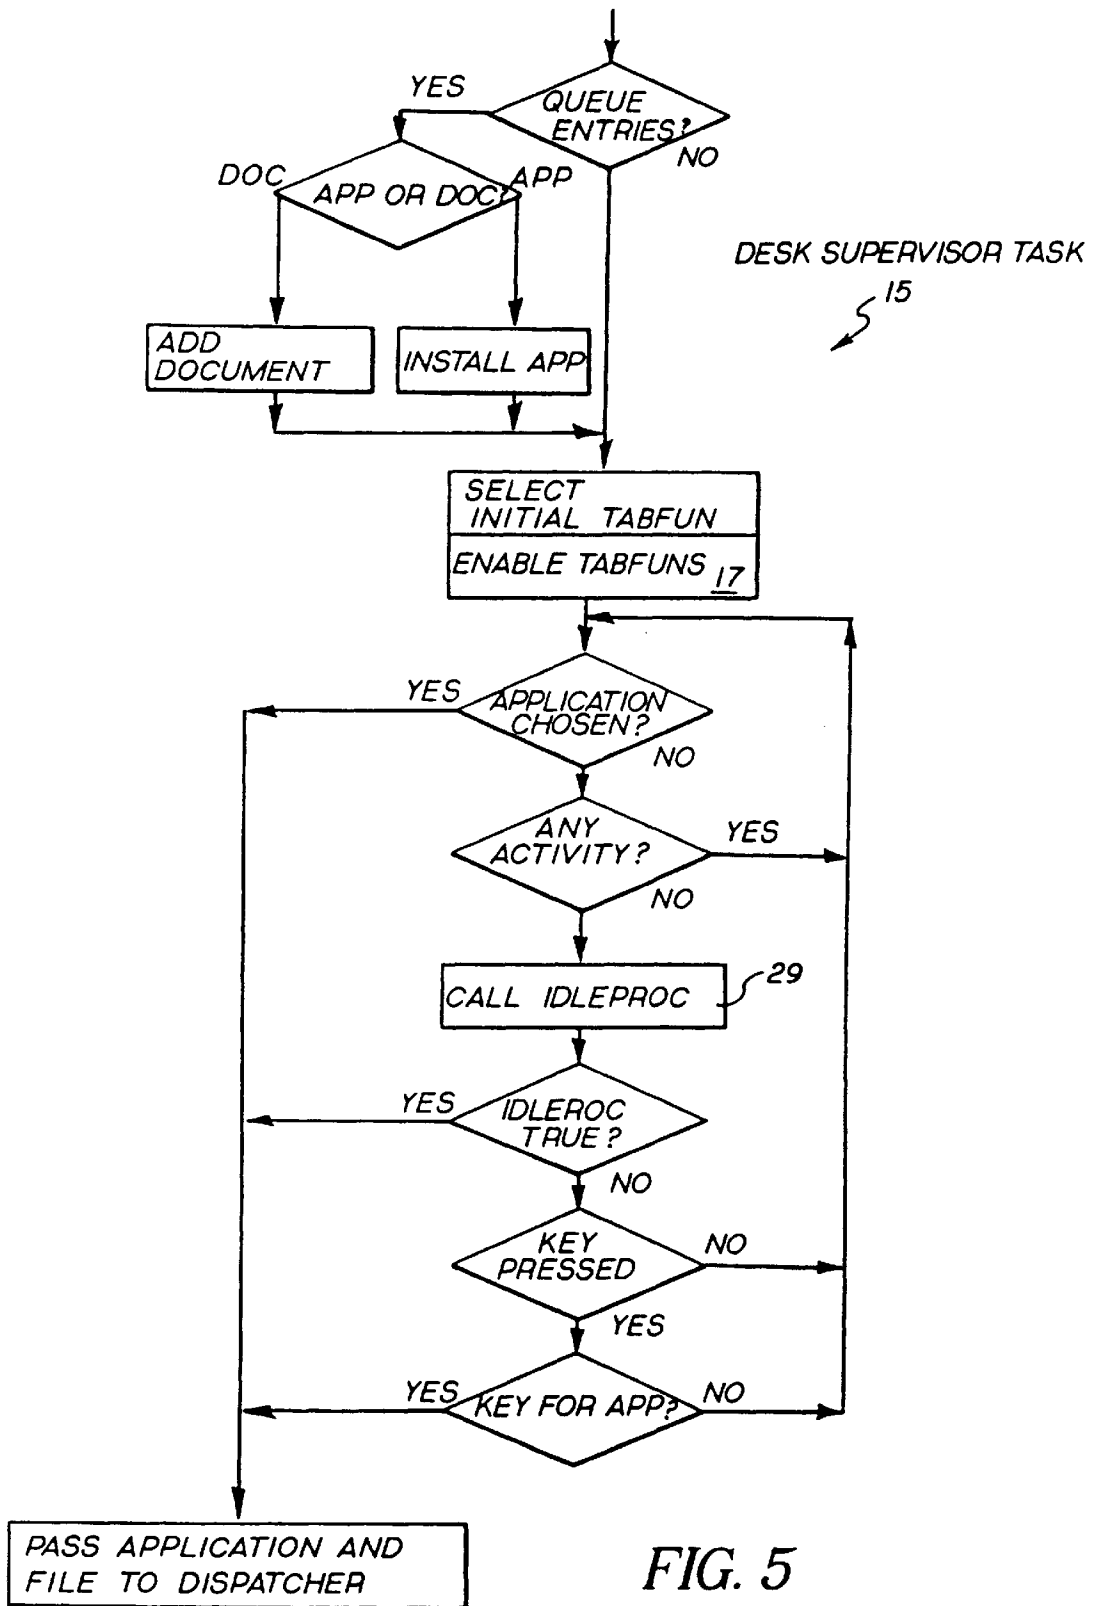 YES
QUEUE
ENTRIES?
NO
DOC
APP OR DOC?
APP
DESK SUPERVISOR TASK
15
ADD
DOCUMENT
INSTALL APP
SELECT
INITIAL TABFUN
ENABLE TABFUNS
17
YES
APPLICATION
CHOSEN?
NO
ANY
ACTIVITY?
YES
NO
CALL IDLEPROC
29
YES
IDLEROC
TRUE?
NO
KEY
PRESSED
NO
YES
YES
KEY FOR APP?
NO
PASS APPLICATION AND
FILE TO DISPATCHER
FIG. 5